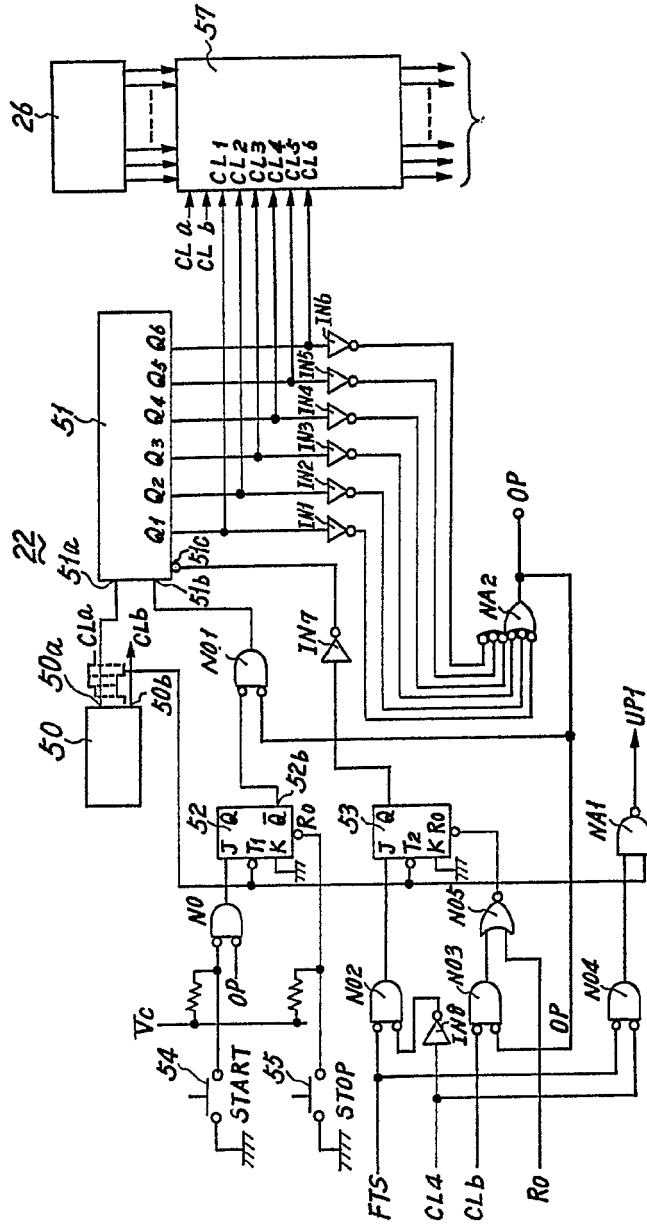 22
50
50a
CLa
CLb
50b
51a
51
51b
51c
Q1 Q2 Q3 Q4 Q5 Q6
26
57
CLa
CLb
CL1
CL2
CL3
CL4
CL5
CL6
IN1 IN2 IN3 IN4 IN5 IN6
NO1
IN7
NA2
OP
52
J Q
T1
K Q̅
52b
RO
53
J Q
T2
K RO
NO
OP
Vc
54
START
55
STOP
NO2
IN8
NO3
NO5
NO4
NA1
UP1
OP
FTS
CL4
CLb
RO